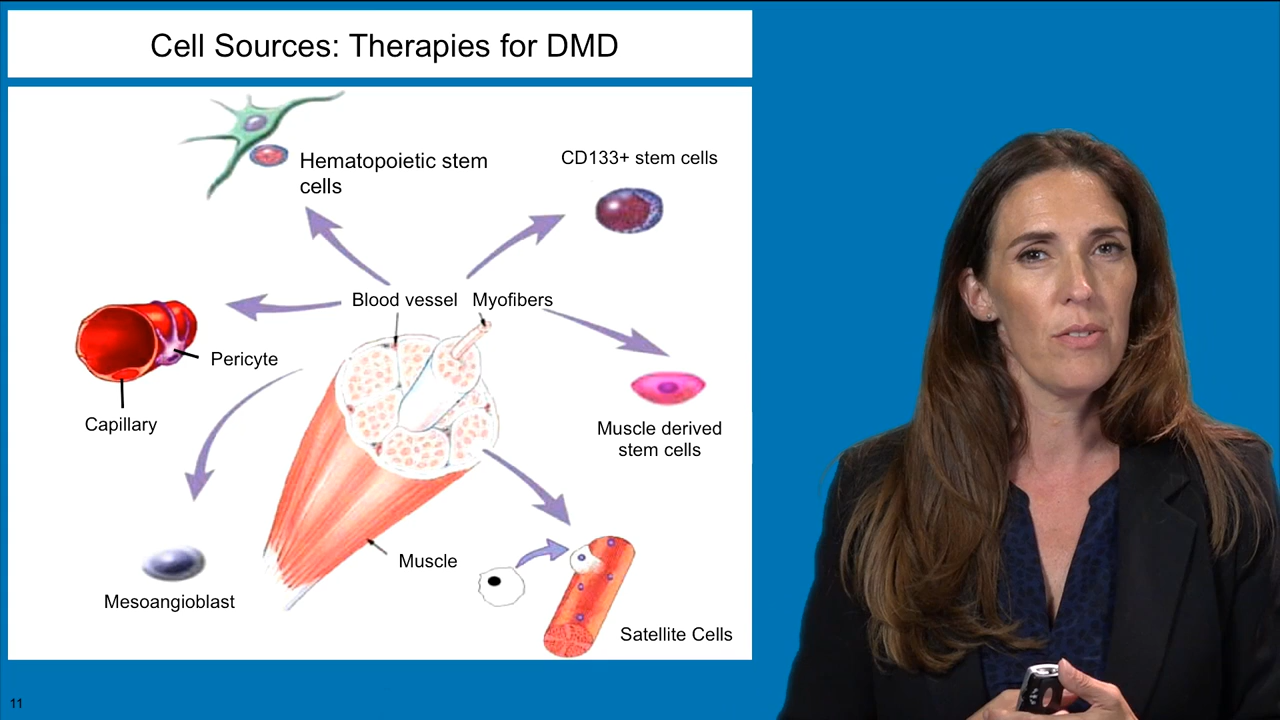 Cell Sources: Therapies for DMD
Hematopoietic stem
cells
CD133+ stem cells
Blood vessel
Myofibers
Pericyte
Capillary
Muscle derived
stem cells
Mesoangioblast
Muscle
Satellite Cells
11